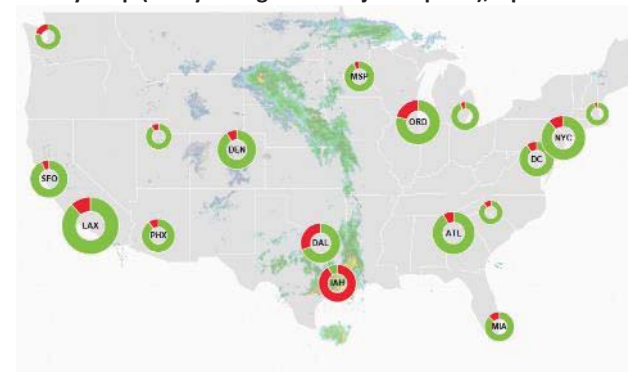 MSP
ORD
NYC
DEN
DC
SFO
LAX
PHX
DAL
ATL
IAH
MIA